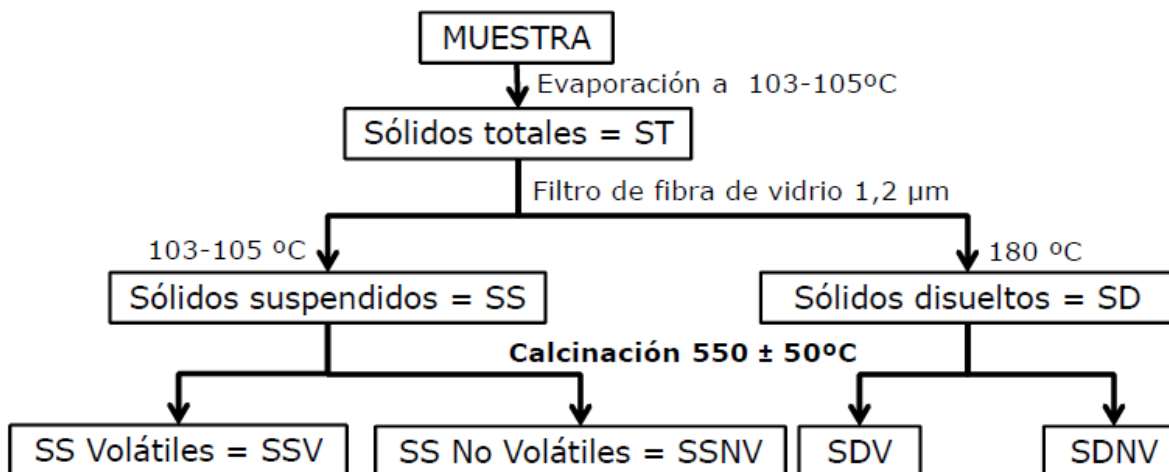 MUESTRA
Evaporación a 103-105ºC
Sólidos totales = ST
Filtro de fibra de vidrio 1,2 µm
103-105 ºC
180 ºC
Sólidos suspendidos = SS
Sólidos disueltos = SD
Calcinación 550 ± 50ºC
SS Volátiles = SSV
SS No Volátiles = SSNV
SDV
SDNV